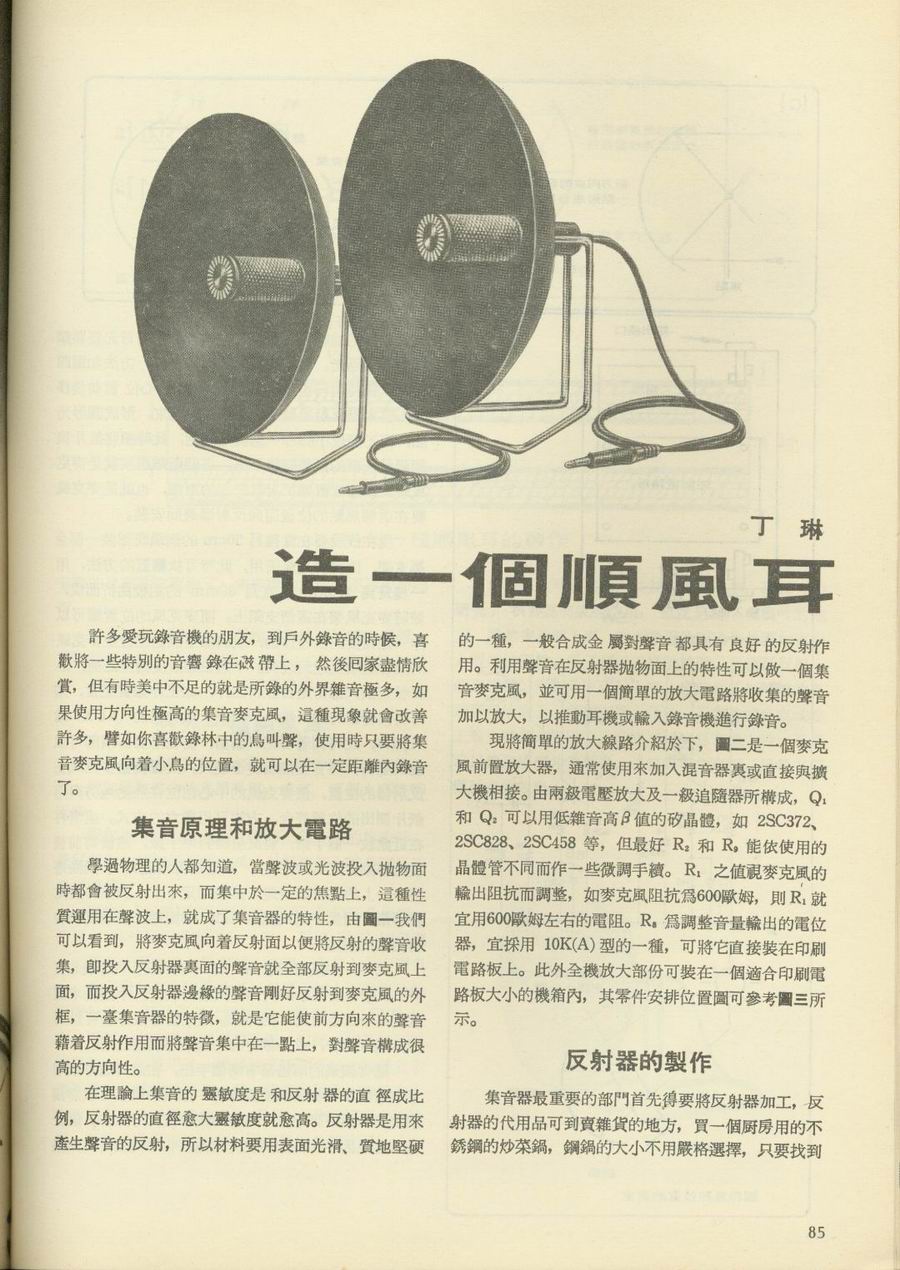 丁 琳
造一個順風耳
許多愛玩錄音機的朋友，到戶外錄音的時候，喜
歡將一些特別的音響 錄在磁 帶上， 然後囘家盡情欣
賞，但有時美中不足的就是所錄的外界雜音極多，如
果使用方向性極高的集音麥克風，這種現象就會改善
許多，譬如你喜歡錄林中的鳥叫聲，使用時只要將集
音麥克風向着小鳥的位置，就可以在一定距離內錄音
了。
集音原理和放大電路
學過物理的人都知道，當聲波或光波投入拋物面
時都會被反射出來，而集中於一定的焦點上，這種性
質運用在聲波上，就成了集音器的特性，由圖一我們
可以看到，將麥克風向着反射面以便將反射的聲音收
集，卽投入反射器裏面的聲音就全部反射到麥克風上
面，而投入反射器邊緣的聲音剛好反射到麥克風的外
框，一臺集音器的特徵，就是它能使前方向來的聲音
藉着反射作用而將聲音集中在一點上，對聲音構成很
高的方向性。
在理論上集音的 靈敏度是 和反射 器的直 徑成比
例，反射器的直徑愈大靈敏度就愈高。反射器是用來
產生聲音的反射，所以材料要用表面光滑、質地堅硬
的一種，一般合成金 屬對聲音 都具有 良好 的反射作
用。利用聲音在反射器拋物面上的特性可以做一個集
音麥克風，並可用一個簡單的放大電路將收集的聲音
加以放大，以推動耳機或輸入錄音機進行錄音。
現將簡單的放大線路介紹於下，圖二是一個麥克
風前置放大器，通常使用來加入混音器裏或直接與擴
大機相接。由兩級電壓放大及一級追隨器所構成，Q₁
和 Q₂ 可以用低雜音高β值的矽晶體，如 2SC372、
2SC828、2SC458 等，但最好 R₂ 和 R₉ 能依使用的
晶體管不同而作一些微調手續。 R₁ 之值視麥克風的
輸出阻抗而調整，如麥克風阻抗爲600歐姆，則 R₁ 就
宜用600歐姆左右的電阻。R₈ 爲調整音量輸出的電位
器，宜採用 10K(A) 型的一種，可將它直接裝在印刷
電路板上。此外全機放大部份可裝在一個適合印刷電
路板大小的機箱內，其零件安排位置圖可參考圖三所
示。
反射器的製作
集音器最重要的部門首先得要將反射器加工，反
射器的代用品可到賣雜貨的地方，買一個厨房用的不
銹鋼的炒菜鍋，鋼鍋的大小不用嚴格選擇，只要找到
85